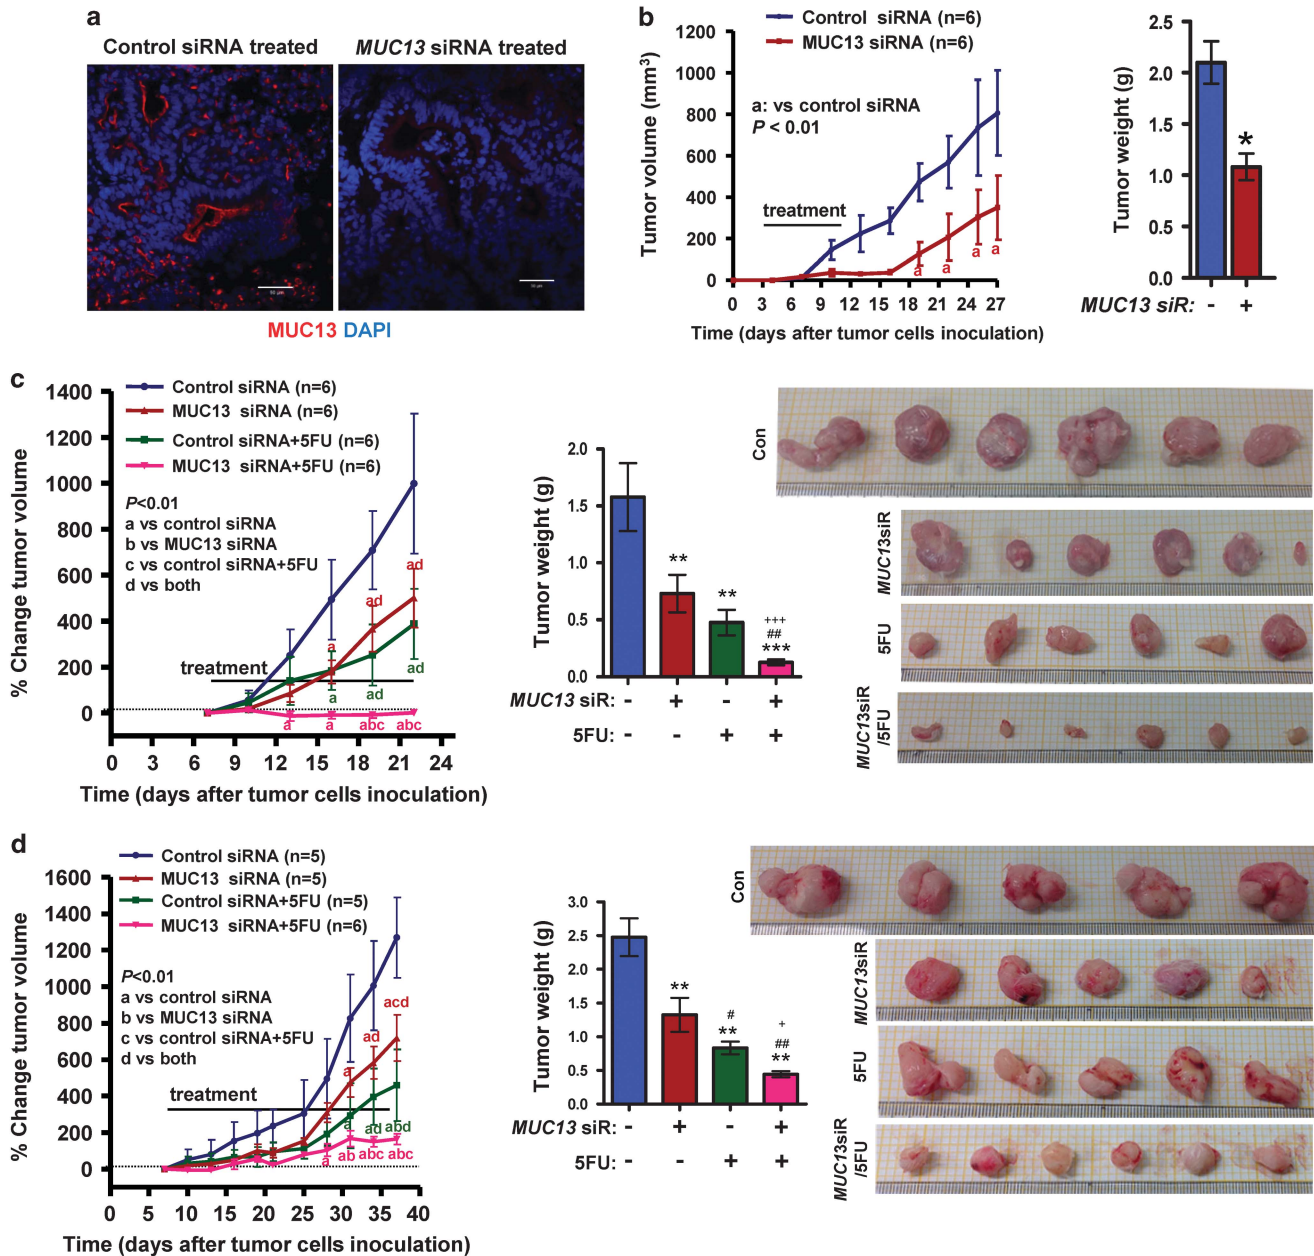 a
Control siRNA treated
MUC13 siRNA treated
MUC13 DAPI
b
Control siRNA (n=6)
MUC13 siRNA (n=6)
Tumor volume (mm3)
1200
1000
800
600
400
200
0
a: vs control siRNA
P < 0.01
treatment
a
a
a
a
0 3 6 9 12 15 18 21 24 27
Time (days after tumor cells inoculation)
Tumor weight (g)
2.5
2.0
1.5
1.0
0.5
0.0
*
MUC13 siR: - +
c
Control siRNA (n=6)
MUC13 siRNA (n=6)
Control siRNA+5FU (n=6)
MUC13 siRNA+5FU (n=6)
% Change tumor volume
1400
1200
1000
800
600
400
200
0
P<0.01
a vs control siRNA
b vs MUC13 siRNA
c vs control siRNA+5FU
d vs both
treatment
ad
ad
a
a
ad
ad
a
a
abc
abc
0 3 6 9 12 15 18 21 24
Time (days after tumor cells inoculation)
Tumor weight (g)
2.0
1.5
1.0
0.5
0.0
**
**
+++
##
***
MUC13 siR: - + - +
5FU: - - + +
Con
MUC13siR
5FU
MUC13siR
/5FU
d
Control siRNA (n=5)
MUC13 siRNA (n=5)
Control siRNA+5FU (n=5)
MUC13 siRNA+5FU (n=6)
% Change tumor volume
1600
1400
1200
1000
800
600
400
200
0
P<0.01
a vs control siRNA
b vs MUC13 siRNA
c vs control siRNA+5FU
d vs both
treatment
acd
ad
a
a
ad
abd
a
ab
abc
abc
0 5 10 15 20 25 30 35 40
Time (days after tumor cells inoculation)
Tumor weight (g)
3.0
2.5
2.0
1.5
1.0
0.5
0.0
**
#
**
+
##
**
MUC13 siR: - + - +
5FU: - - + +
Con
MUC13siR
5FU
MUC13siR
/5FU